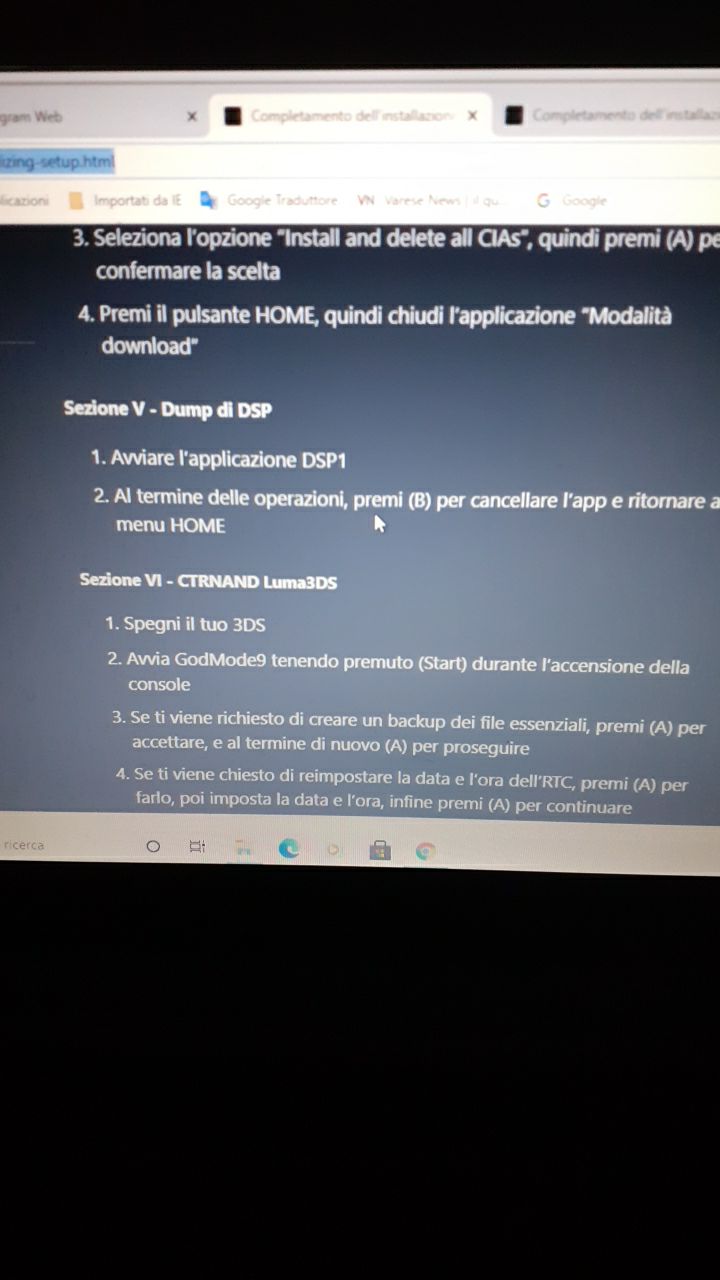 gram Web × Completamento dell'installazion × Completamento dell'installaz
izing-setup.html
licazioni Importati da IE Google Traduttore VN Varese News | il qu... G Google
3. Seleziona l'opzione "Install and delete all CIAs", quindi premi (A) pe
confermare la scelta
4. Premi il pulsante HOME, quindi chiudi l'applicazione "Modalità
download"
Sezione V - Dump di DSP
1. Avviare l'applicazione DSP1
2. Al termine delle operazioni, premi (B) per cancellare l'app e ritornare a
menu HOME
Sezione VI - CTRNAND Luma3DS
1. Spegni il tuo 3DS
2. Avvia GodMode9 tenendo premuto (Start) durante l'accensione della
console
3. Se ti viene richiesto di creare un backup dei file essenziali, premi (A) per
accettare, e al termine di nuovo (A) per proseguire
4. Se ti viene chiesto di reimpostare la data e l'ora dell'RTC, premi (A) per
farlo, poi imposta la data e l'ora, infine premi (A) per continuare
ricerca